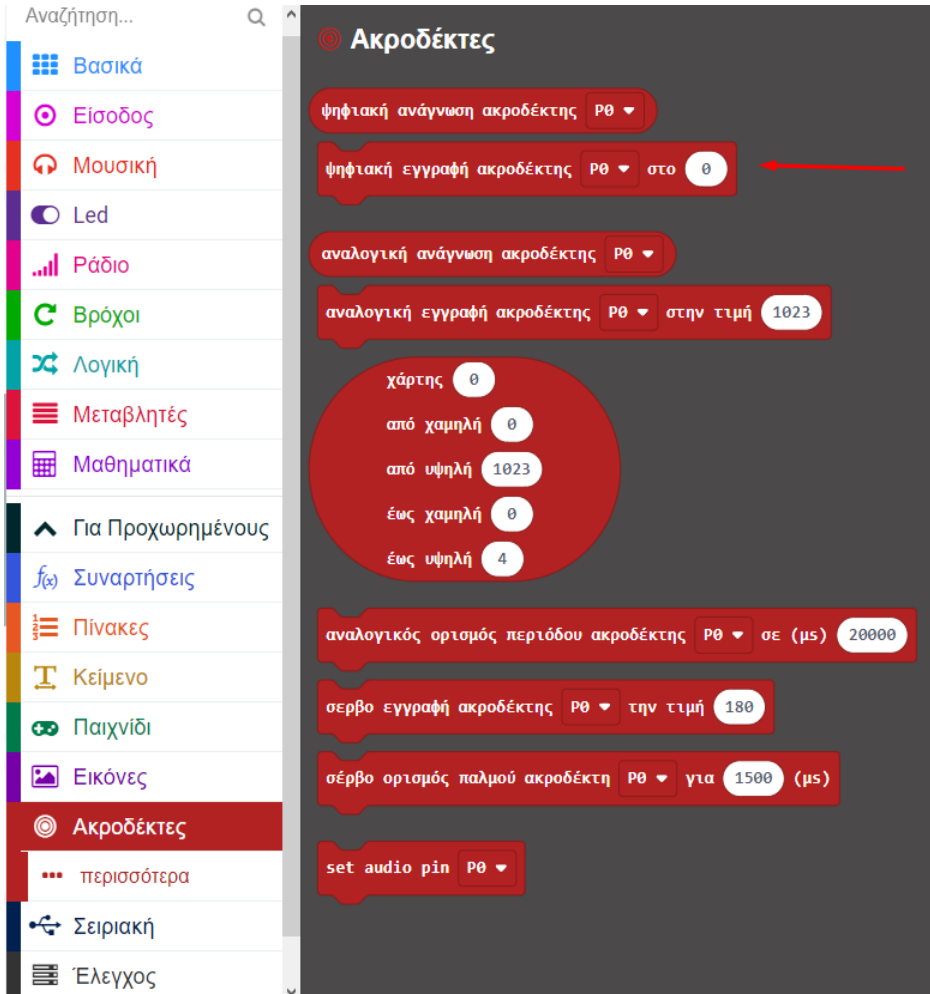 Αναζήτηση...
Βασικά
Είσοδος
Μουσική
Led
Ράδιο
Βρόχοι
Λογική
Μεταβλητές
Μαθηματικά
Για Προχωρημένους
f(x) Συναρτήσεις
Πίνακες
Κείμενο
Παιχνίδι
Εικόνες
Ακροδέκτες
περισσότερα
Σειριακή
Έλεγχος
Ακροδέκτες
ψηφιακή ανάγνωση ακροδέκτης P0
ψηφιακή εγγραφή ακροδέκτης P0 στο 0
αναλογική ανάγνωση ακροδέκτης P0
αναλογική εγγραφή ακροδέκτης P0 στην τιμή 1023
χάρτης 0
από χαμηλή 0
από υψηλή 1023
έως χαμηλή 0
έως υψηλή 4
αναλογικός ορισμός περιόδου ακροδέκτης P0 σε (μs) 20000
σερβο εγγραφή ακροδέκτης P0 την τιμή 180
σέρβο ορισμός παλμού ακροδέκτη P0 για 1500 (μs)
set audio pin P0